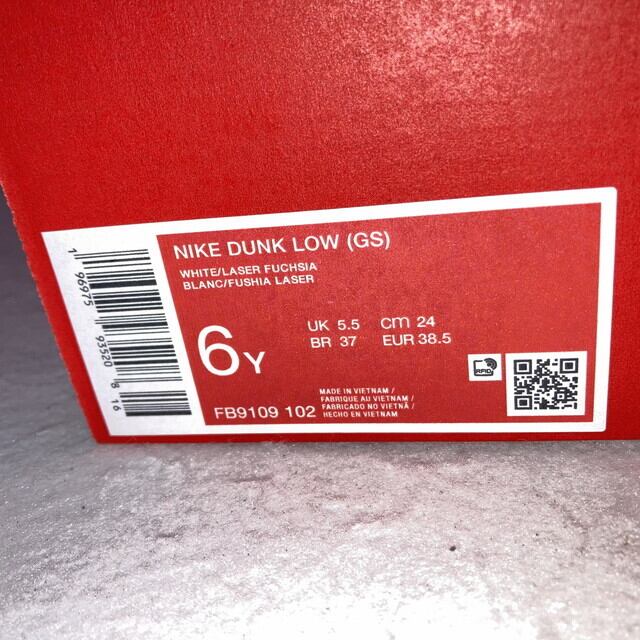 NIKE DUNK LOW (GS)
WHITE/LASER FUCHSIA
BLANC/FUSHIA LASER
6Y
UK 5.5 cm 24
BR 37 EUR 38.5
RFID
FB9109 102
MADE IN VIETNAM /
FABRIQUE AU VIETNAM /
FABRICADO NO VIETNÃ /
HECHO EN VIETNAM
1 96975 93520 8 16